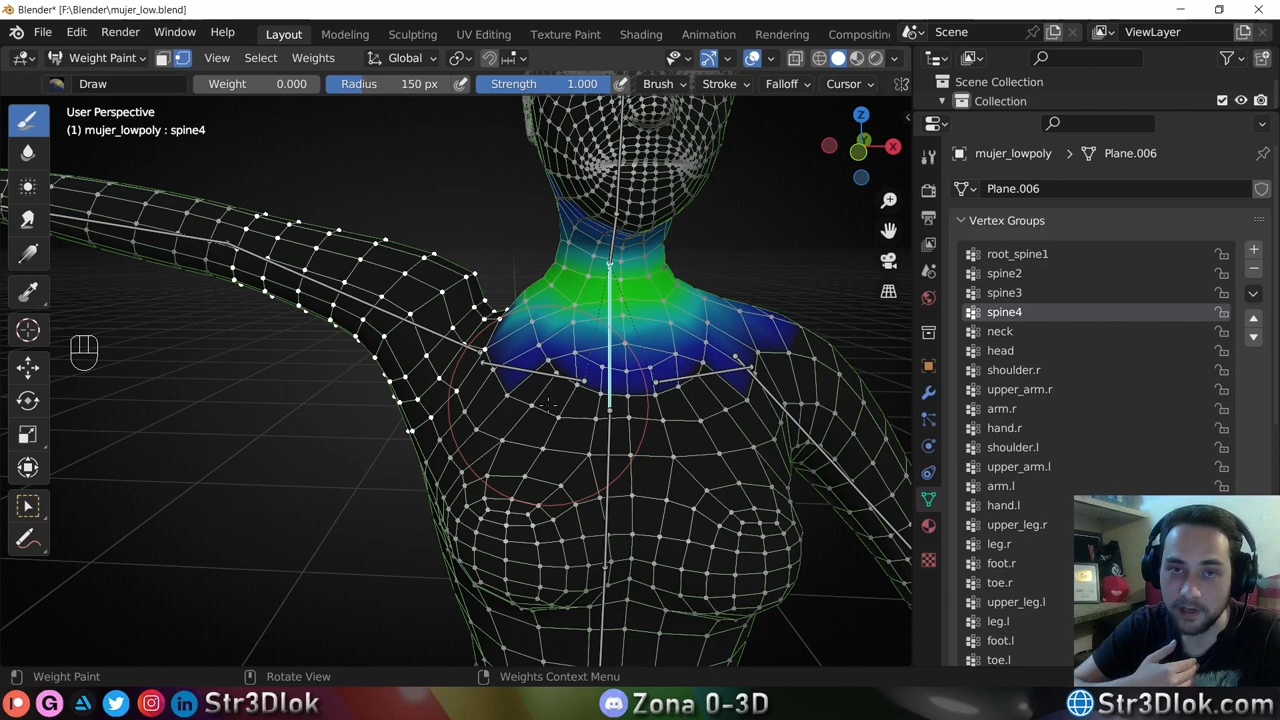 Blender* [F:\Blender\mujer_low.blend]
File Edit Render Window Help Layout Modeling Sculpting UV Editing Texture Paint Shading Animation Rendering Compositin Scene ViewLayer
Weight Paint View Select Weights Global
Scene Collection
Draw Weight 0.000 Radius 150 px Strength 1.000 Brush Stroke Falloff Cursor
Collection
User Perspective
(1) mujer_lowpoly : spine4
Z
X
mujer_lowpoly > Plane.006
Plane.006
Vertex Groups
root_spine1
spine2
spine3
spine4
neck
head
shoulder.r
upper_arm.r
arm.r
hand.r
shoulder.l
upper_arm.l
arm.l
hand.l
upper_leg.r
leg.r
foot.r
toe.r
upper_leg.l
leg.l
foot.l
toe.l
Weight Paint Rotate View Weights Context Menu
Str3Dlok Zona 0-3D Str3Dlok.com